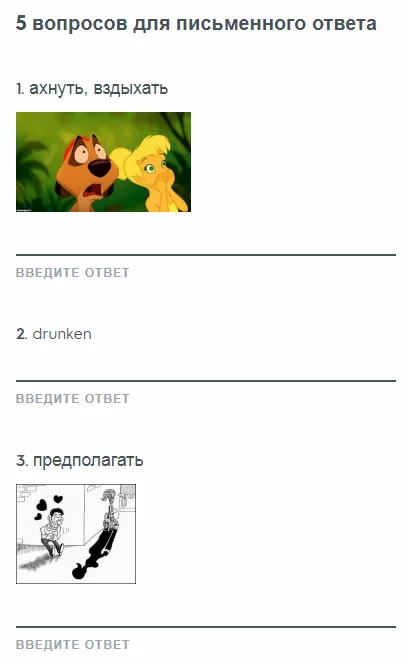 5 вопросов для письменного ответа
1. ахнуть, вздыхать
ВВЕДИТЕ ОТВЕТ
2. drunken
ВВЕДИТЕ ОТВЕТ
3. предполагать
ВВЕДИТЕ ОТВЕТ